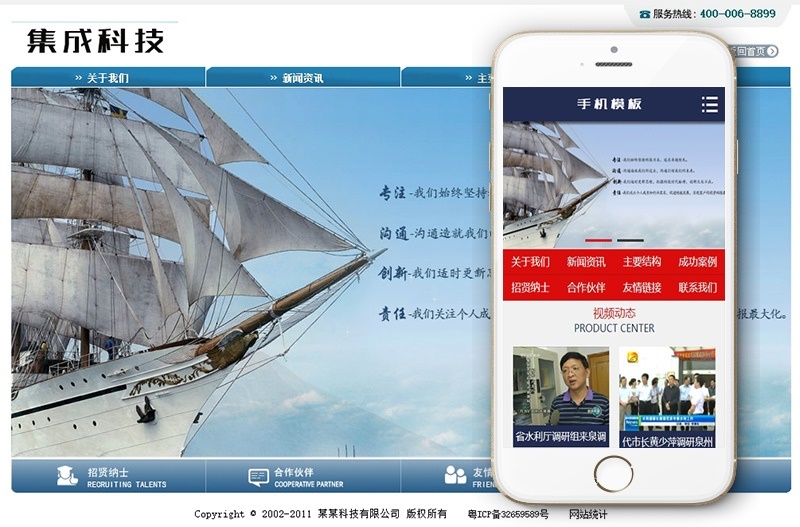 服务热线：400-006-8899
集成科技
返回首页
» 关于我们
» 新闻资讯
» 主要
专注-我们始终坚持
沟通-沟通造就我们
创新-我们适时更新
责任-我们关注个人成
报最大化。
招贤纳士
RECRUITING TALENTS
合作伙伴
COOPERATIVE PARTNER
友情
FRIEN
手机模板
关于我们 新闻资讯 主要结构 成功案例
招贤纳士 合作伙伴 友情链接 联系我们
视频动态
PRODUCT CENTER
省水利厅调研组来泉调
代市长黄少萍调研泉州
Copyright © 2002-2011 某某科技有限公司 版权所有 粤ICP备32659589号 网站统计